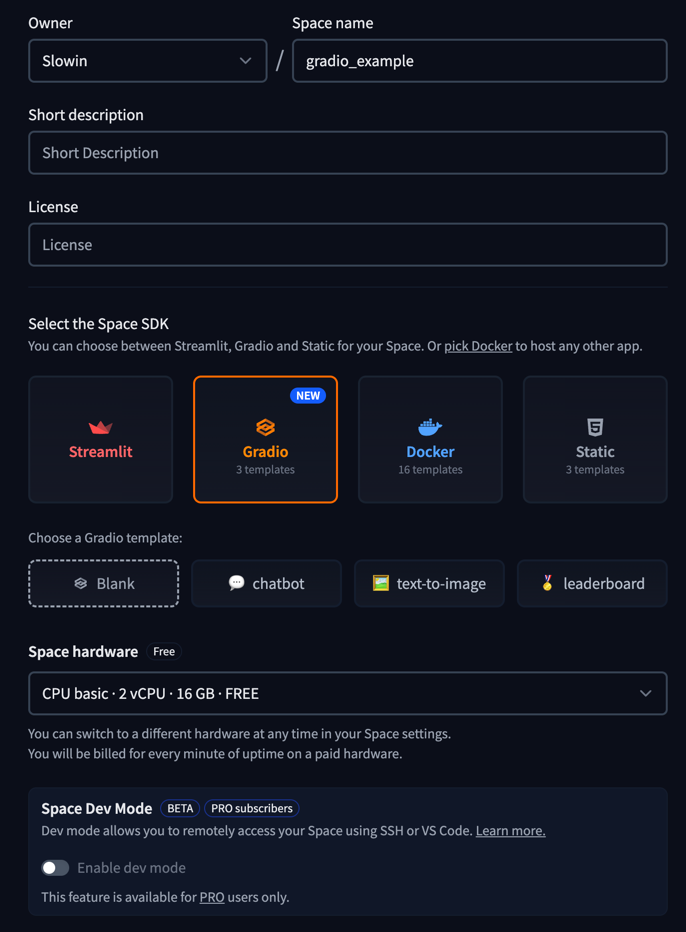 Owner
Space name
Slowin
/
gradio_example
Short description
Short Description
License
License
Select the Space SDK
You can choose between Streamlit, Gradio and Static for your Space. Or pick Docker to host any other app.
NEW
Streamlit
Gradio
3 templates
Docker
16 templates
Static
3 templates
Choose a Gradio template:
Blank
chatbot
text-to-image
leaderboard
Space hardware Free
CPU basic · 2 vCPU · 16 GB · FREE
You can switch to a different hardware at any time in your Space settings.
You will be billed for every minute of uptime on a paid hardware.
Space Dev Mode BETA PRO subscribers
Dev mode allows you to remotely access your Space using SSH or VS Code. Learn more.
Enable dev mode
This feature is available for PRO users only.